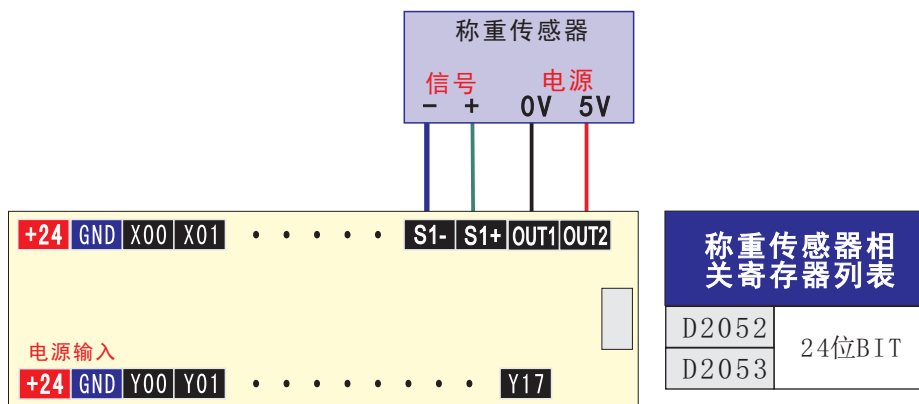 称重传感器
信号 电源
- + 0V 5V
+24 GND X00 X01 · · · · · S1- S1+ OUT1 OUT2
电源输入
+24 GND Y00 Y01 · · · · · · · · Y17
称重传感器相
关寄存器列表
D2052
24位BIT
D2053